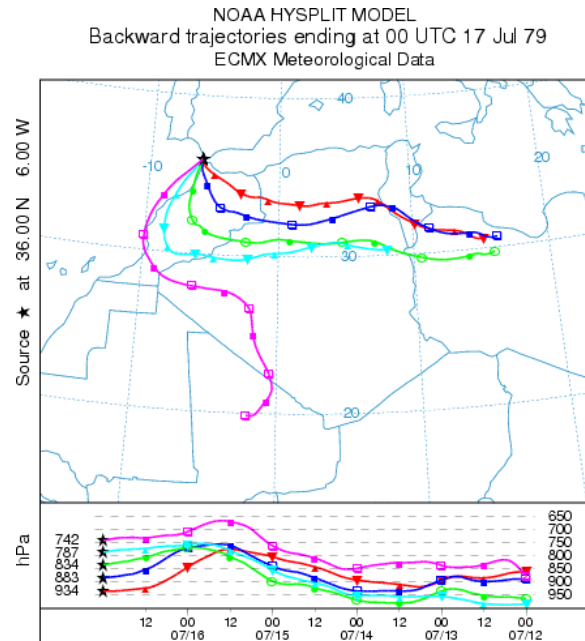 NOAA HYSPLIT MODEL
Backward trajectories ending at 00 UTC 17 Jul 79
ECMX Meteorological Data
Source ★ at 36.00 N 6.00 W
40
20
-10
0
10
30
20
hPa
742
787
834
883
934
650
700
750
800
850
900
950
12 00 12 00 12 00 12 00 12 00
07/16 07/15 07/14 07/13 07/12